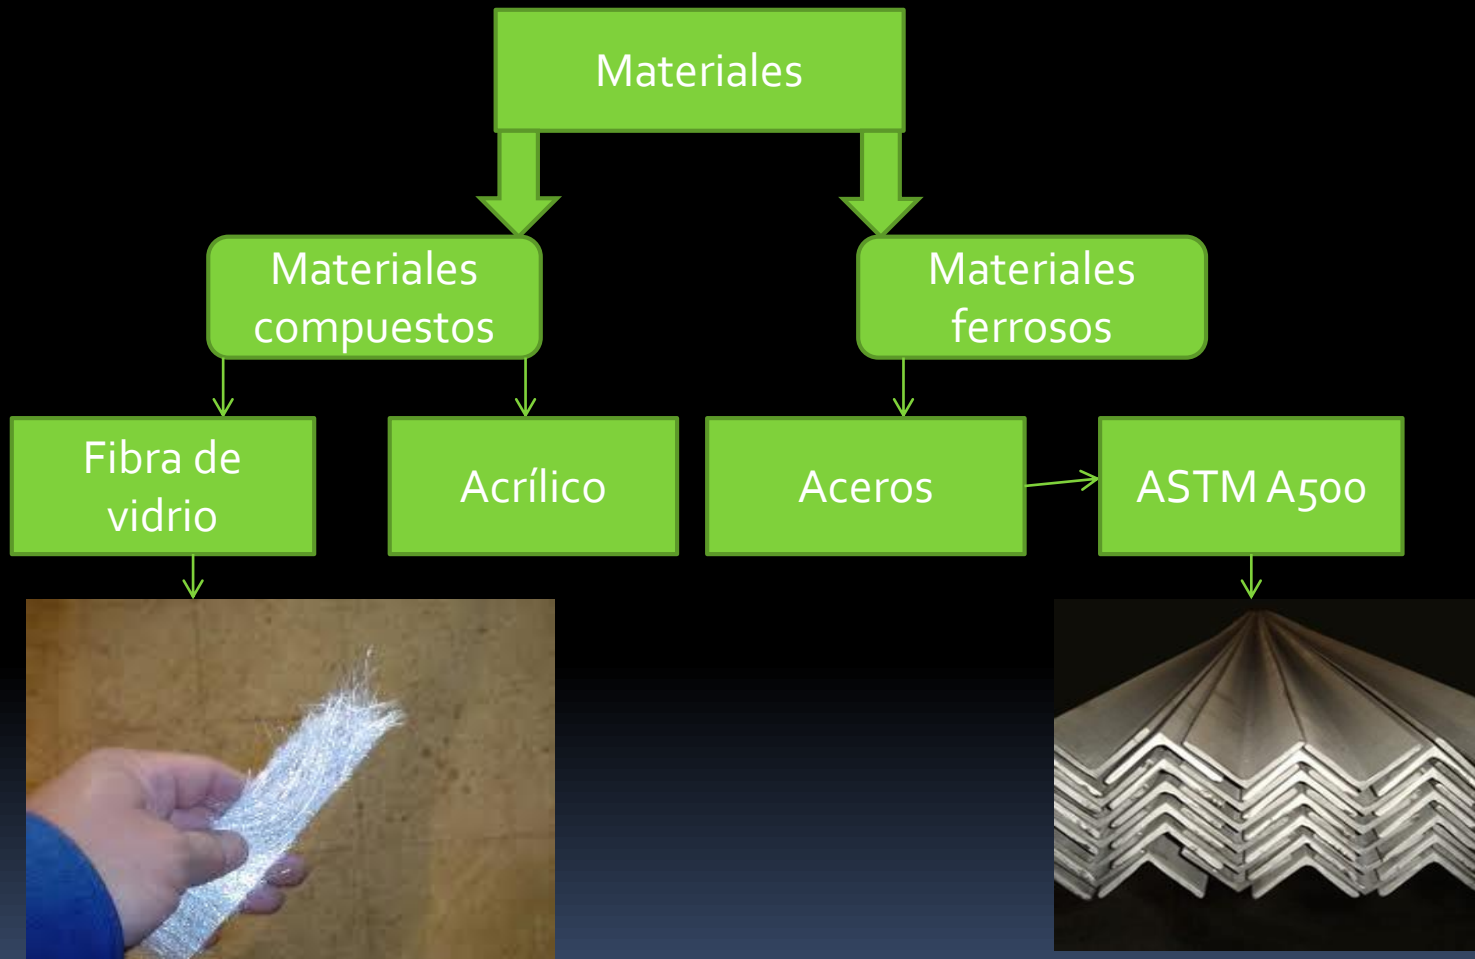 Materiales
Materiales
compuestos
Materiales
ferrosos
Fibra de
vidrio
Acrílico
Aceros
ASTM A500